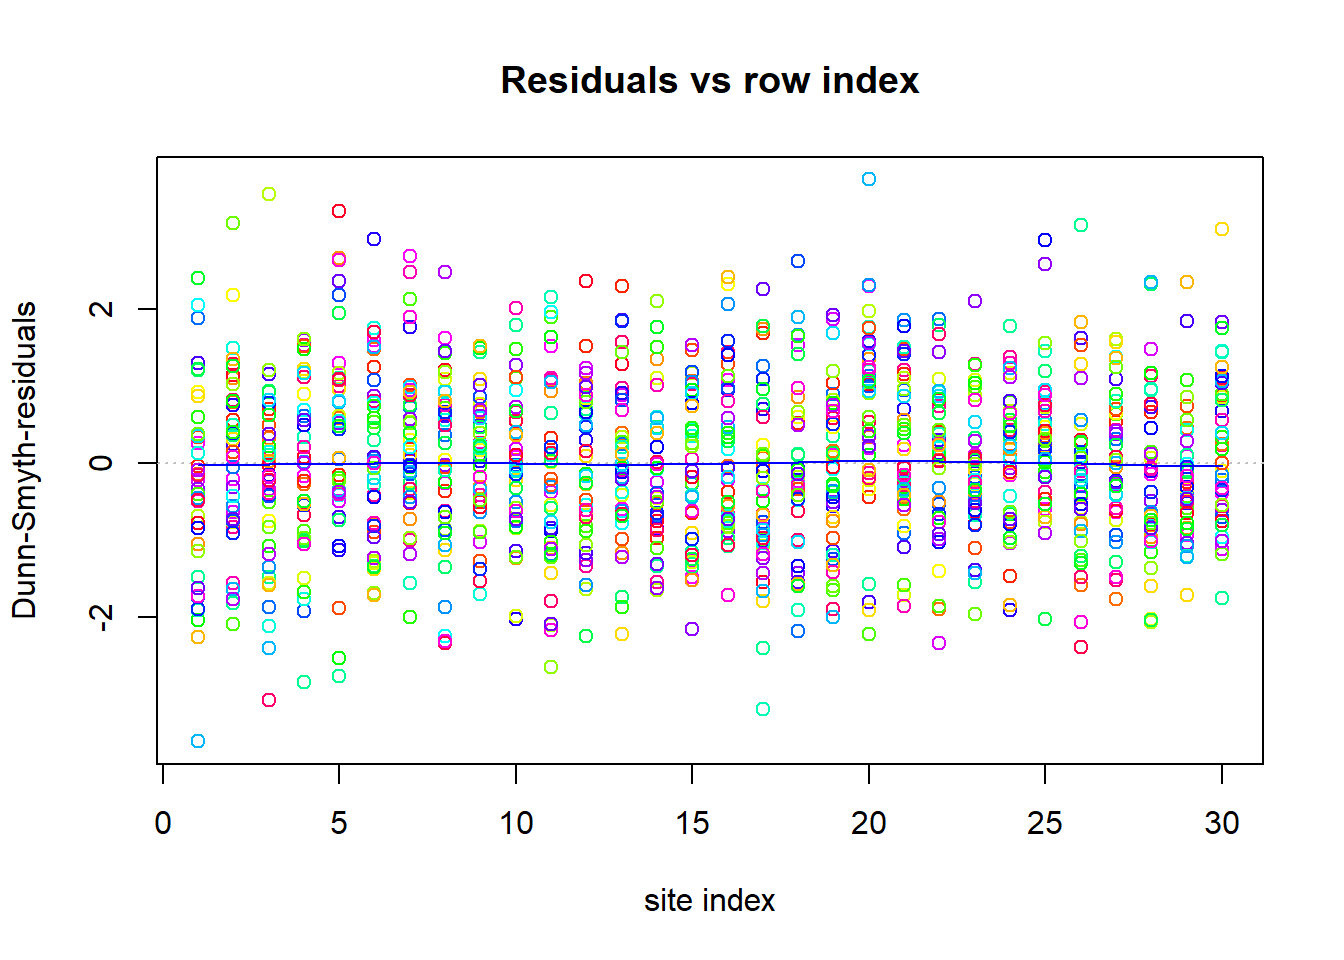 Residuals vs row index
Dunn-Smyth-residuals
2
0
-2
0 5 10 15 20 25 30
site index